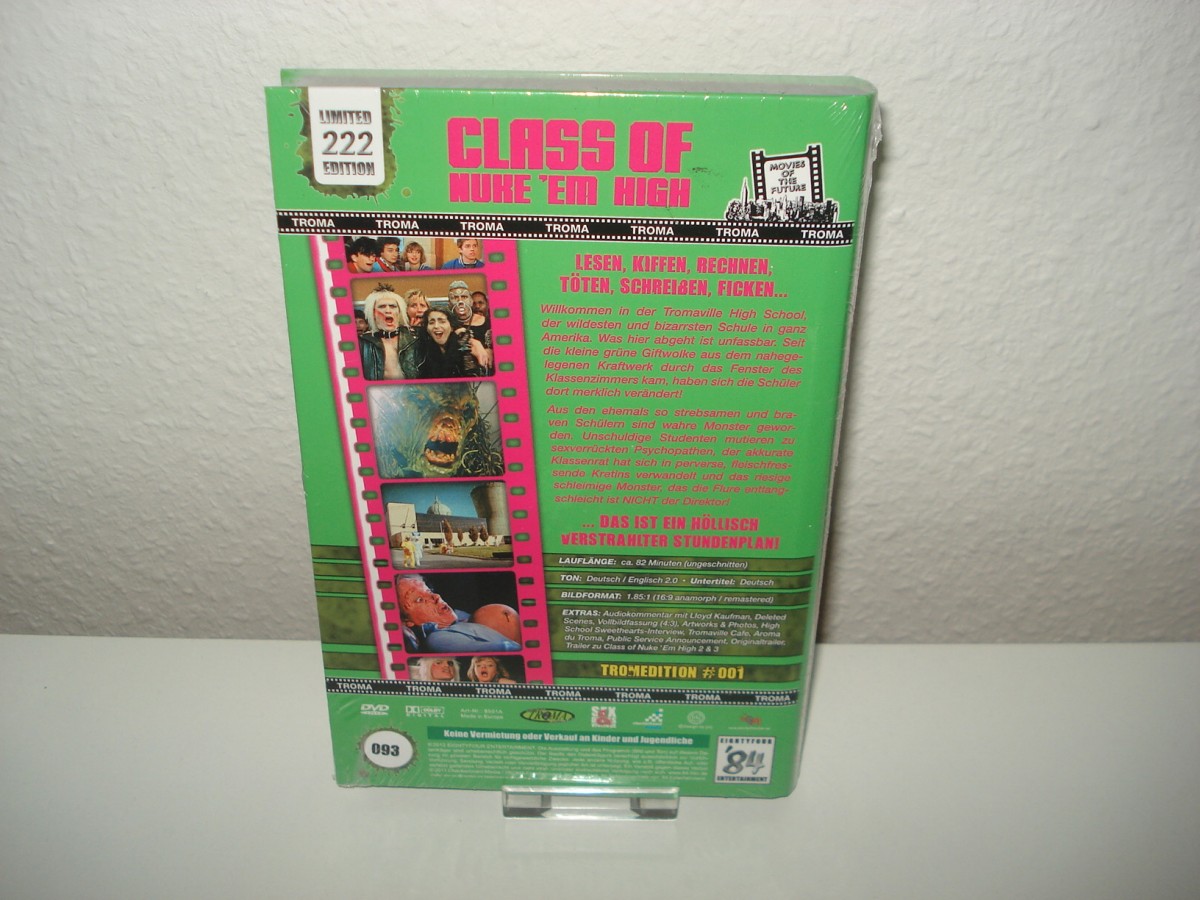 LIMITED
222
EDITION
CLASS OF
NUKE 'EM HIGH
MOVIES
OF THE
FUTURE
TROMA TROMA TROMA TROMA TROMA TROMA TROMA
LESEN, KIFFEN, RECHNEN,
TÖTEN, SCHREIBEN, FICKEN...
Willkommen in der Tromaville High School,
der wildesten und bizarrsten Schule in ganz
Amerika. Was hier abgeht ist unfassbar. Seit
die kleine grüne Giftwolke aus dem nahege-
legenen Kraftwerk durch das Fenster des
Klassenzimmers kam, haben sich die Schüler
dort merklich verändert!
Aus den ehemals so strebsamen und bra-
ven Schülern sind wahre Monster gewor-
den. Unschuldige Studenten mutieren zu
sexverrückten Psychopathen, der akkurate
Klassenrat hat sich in perverse, fleischfres-
sende Kretins verwandelt und das riesige
schleimige Monster, das die Flure entlang-
schleicht ist NICHT der Direktor!
... DAS IST EIN HÖLLISCH
VERSTRAHLTER STUNDENPLAN!
LAUFLÄNGE: ca. 82 Minuten (ungeschnitten)
TON: Deutsch / Englisch 2.0 • Untertitel: Deutsch
BILDFORMAT: 1.85:1 (16:9 anamorph / remastered)
EXTRAS: Audiokommentar mit Lloyd Kaufman, Deleted
Scenes, Vollbildfassung (4:3), Artworks & Photos, High
School Sweethearts-Interview, Tromaville Cafe, Aroma
du Troma, Public Service Announcement, Originaltrailer,
Trailer zu Class of Nuke 'Em High 2 & 3
TROMEDITION #001
TROMA TROMA TROMA TROMA TROMA TROMA TROMA
DVD
DOLBY
DIGITAL
Made in Europe
TROMA
Keine Vermietung oder Verkauf an Kinder und Jugendliche
093
EIGHTYFOUR
'84
ENTERTAINMENT